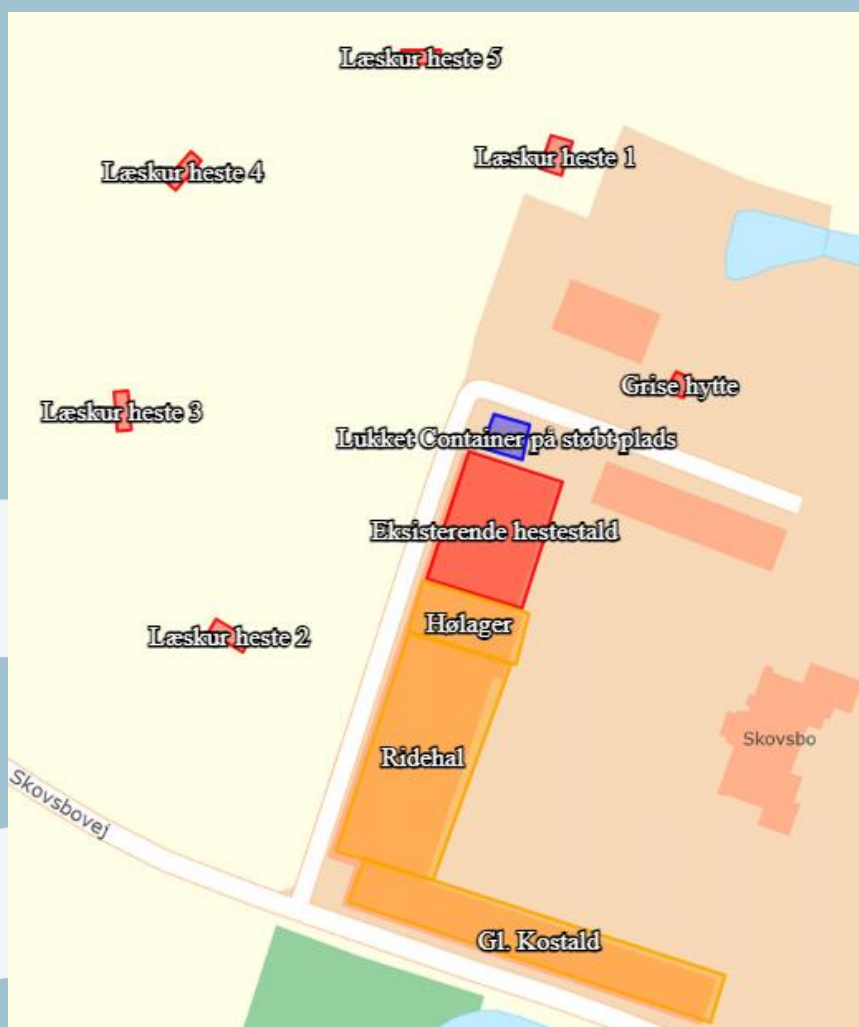 Læskur heste 5
Læskur heste 1
Læskur heste 4
Grise hytte
Læskur heste 3
Lukket Container på støbt plads
Eksisterende hestestald
Hølager
Læskur heste 2
Skovsbo
Ridehal
Skovsbovej
Gl. Kostald